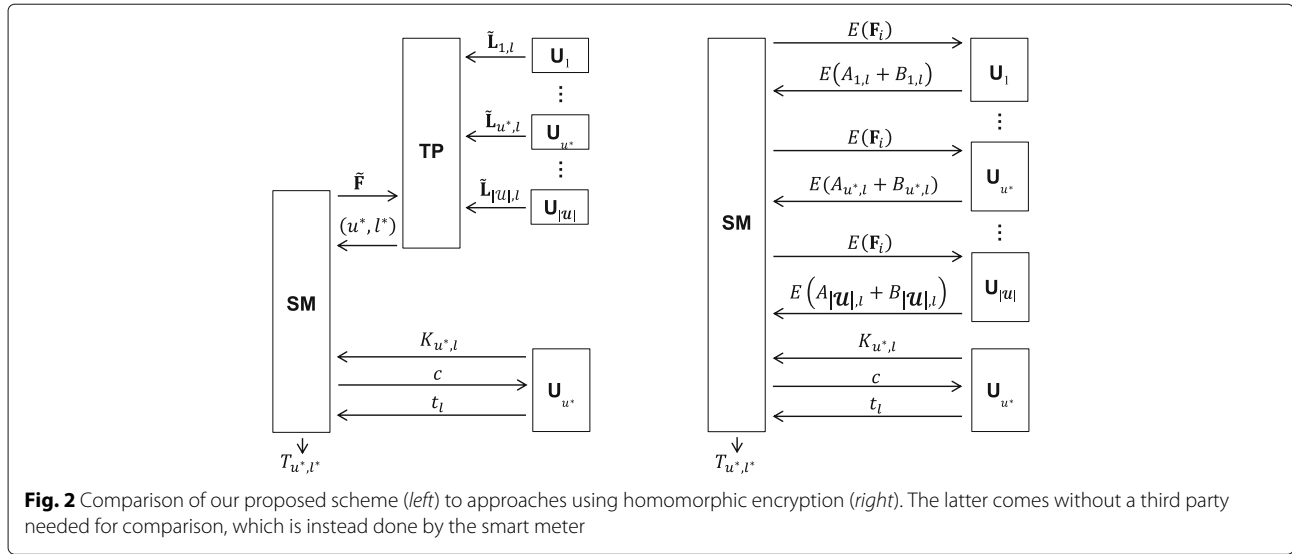 L̃₁,ₗ
U₁
⋮
L̃ᵤ*,ₗ
Uᵤ*
TP
⋮
F̃
L̃|𝒰|,ₗ
U|𝒰|
(u*, l*)
SM
Kᵤ*,ₗ
c
Uᵤ*
tₗ
Tᵤ*,ₗ*
E(Fᵢ)
U₁
E(A₁,ₗ + B₁,ₗ)
⋮
E(Fᵢ)
Uᵤ*
E(Aᵤ*,ₗ + Bᵤ*,ₗ)
SM
⋮
E(Fᵢ)
U|𝒰|
E(A|𝒰|,ₗ + B|𝒰|,ₗ)
Kᵤ*,ₗ
c
Uᵤ*
tₗ
Tᵤ*,ₗ*
Fig. 2 Comparison of our proposed scheme (left) to approaches using homomorphic encryption (right). The latter comes without a third party
needed for comparison, which is instead done by the smart meter